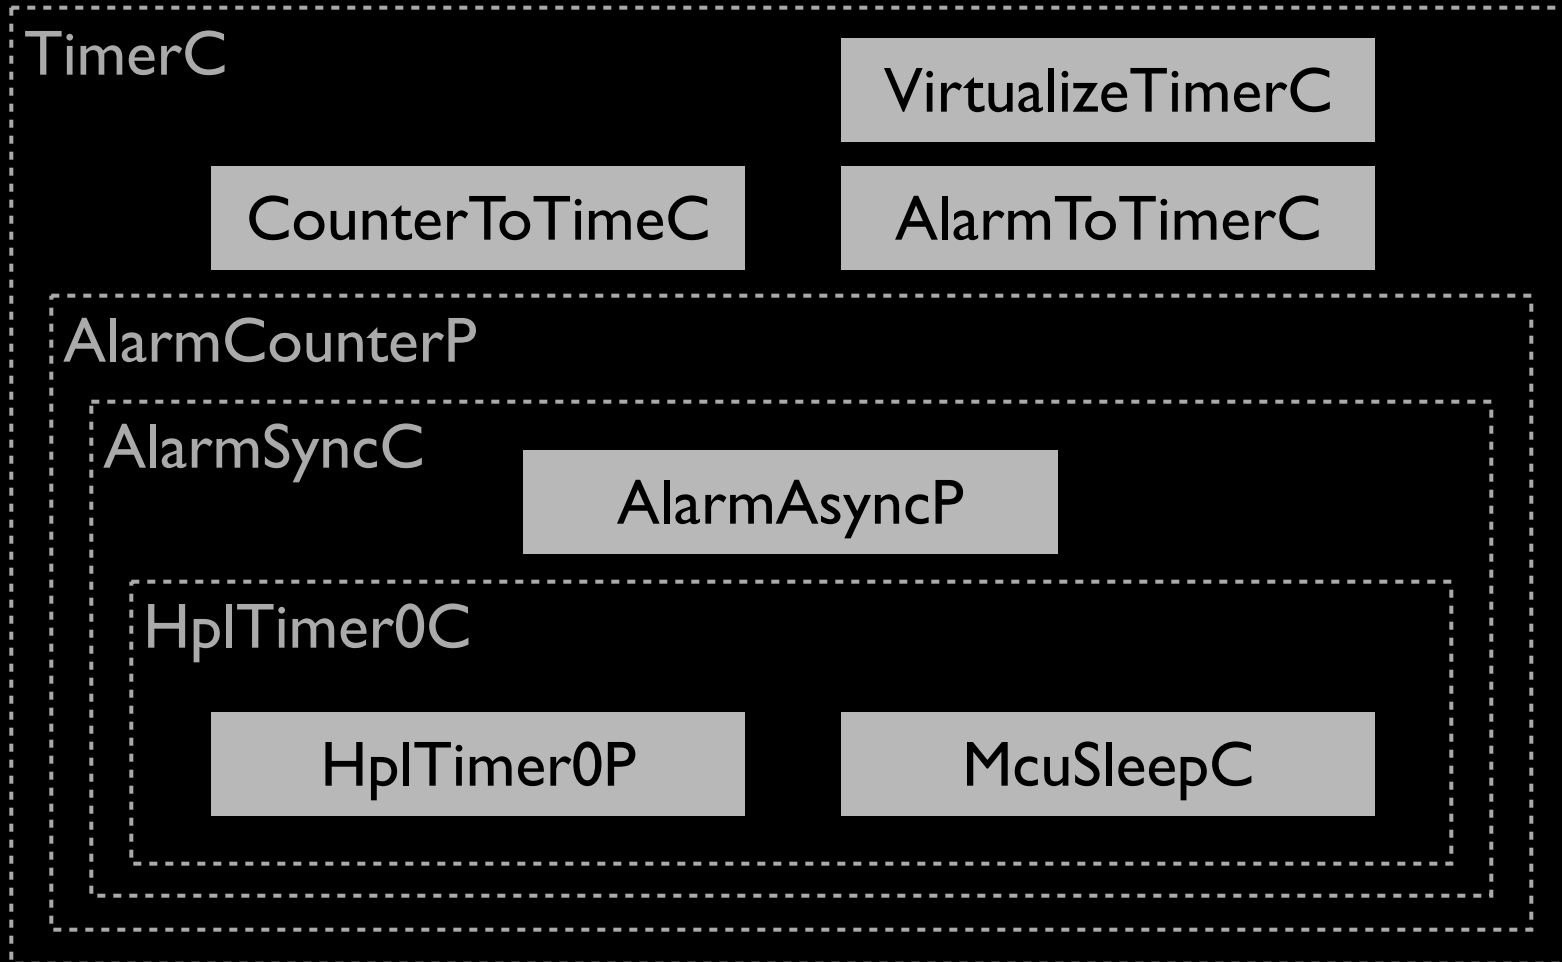 TimerC
VirtualizeTimerC
CounterToTimeC
AlarmToTimerC
AlarmCounterP
AlarmSyncC
AlarmAsyncP
HplTimer0C
HplTimer0P
McuSleepC